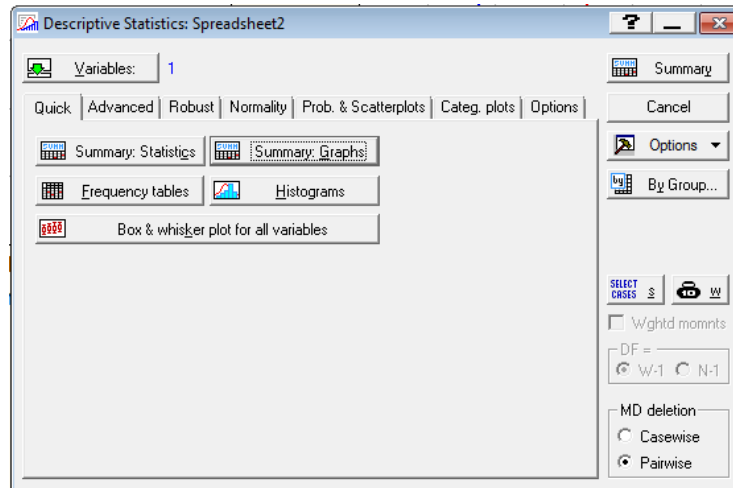 Descriptive Statistics: Spreadsheet2
?
Variables: 1
Summary
Quick Advanced Robust Normality Prob. & Scatterplots Categ. plots Options
Cancel
Summary: Statistics Summary: Graphs
Options
Frequency tables Histograms
By Group...
Box & whisker plot for all variables
SELECT
CASES S W
Wghtd momnts
DF =
W-1 N-1
MD deletion
Casewise
Pairwise